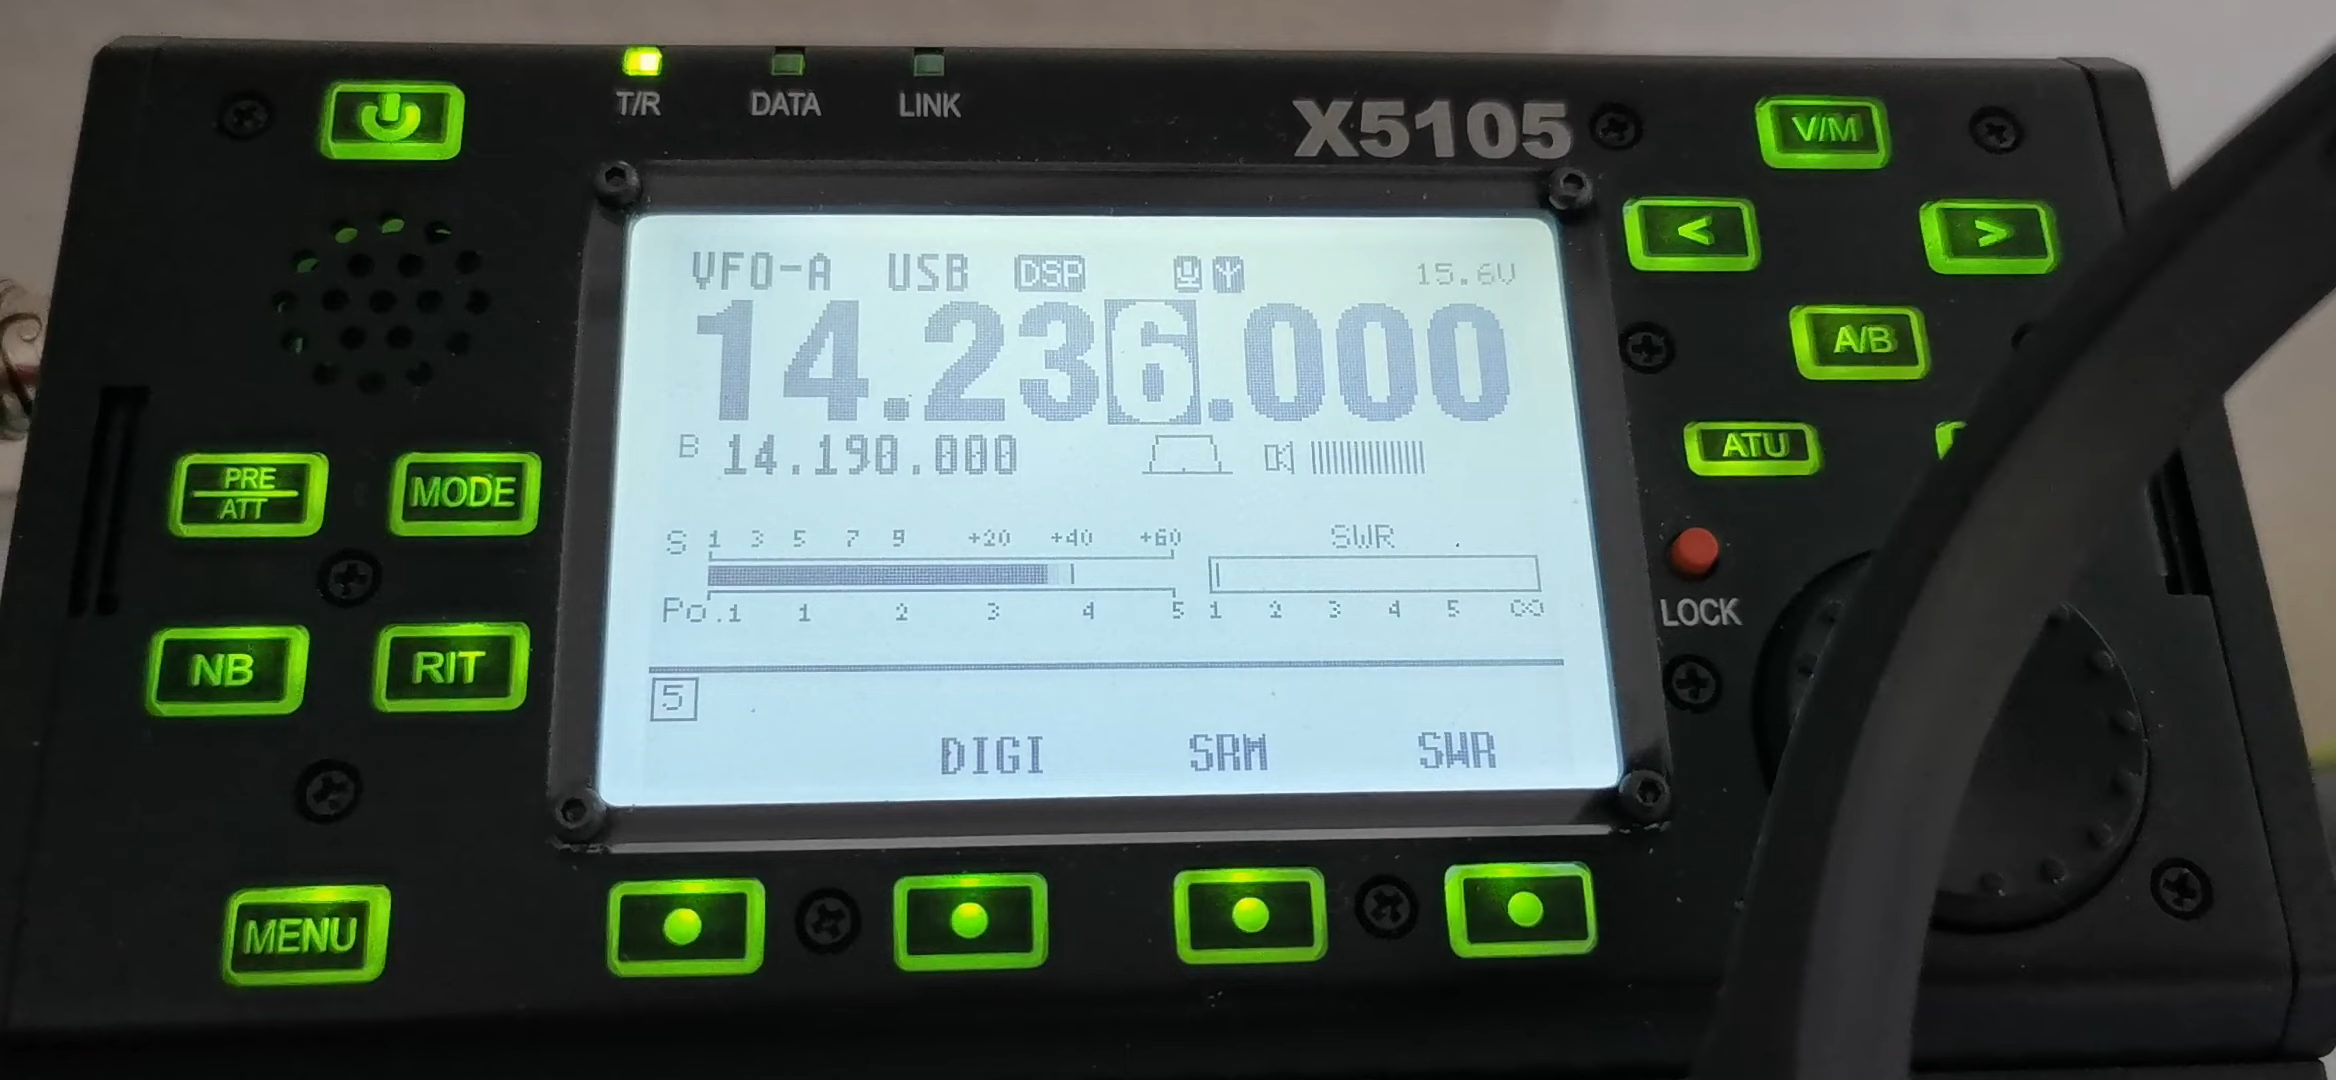 T/R DATA LINK
X5105
V/M
< >
A/B
ATU
LOCK
PRE
ATT
MODE
NB RIT
MENU
VFO-A USB DSP 15.6V
14.236.000
B 14.190.000
S 1 3 5 7 9 +20 +40 +60 SWR
Po .1 1 2 3 4 5 1 2 3 4 5 ∞
5
DIGI SRM SWR